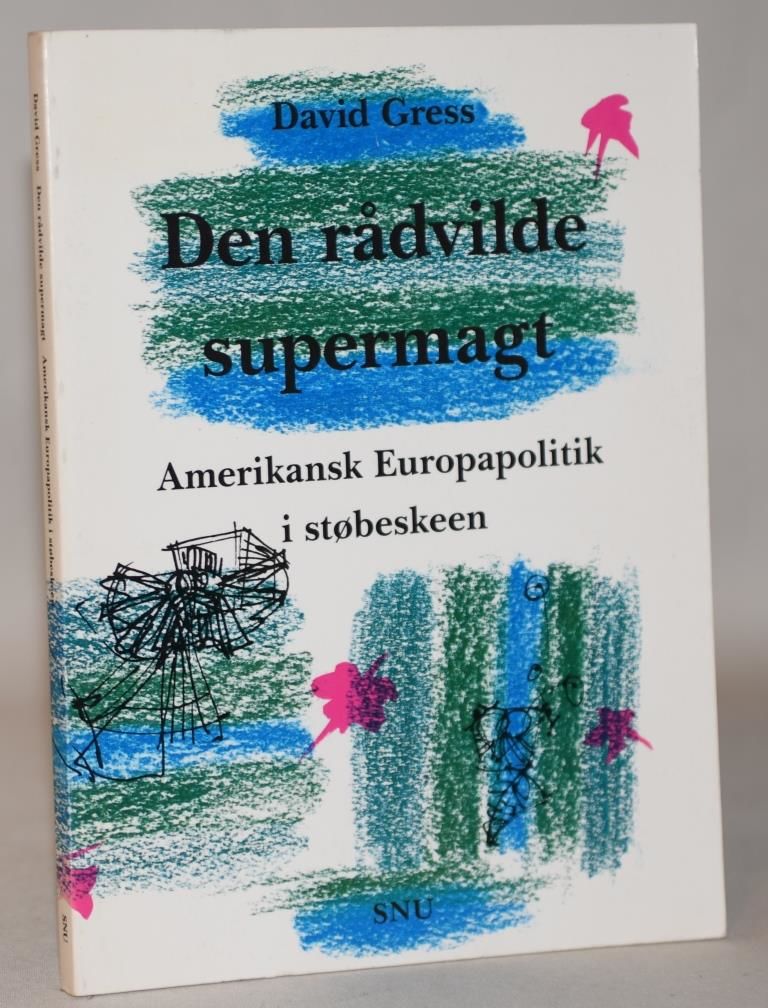 David Gress
Den rådvilde
supermagt
Amerikansk Europapolitik
i støbeskeen
SNU
David Gress Den rådvilde supermagt Amerikansk Europapolitik i støbeskeen SNU